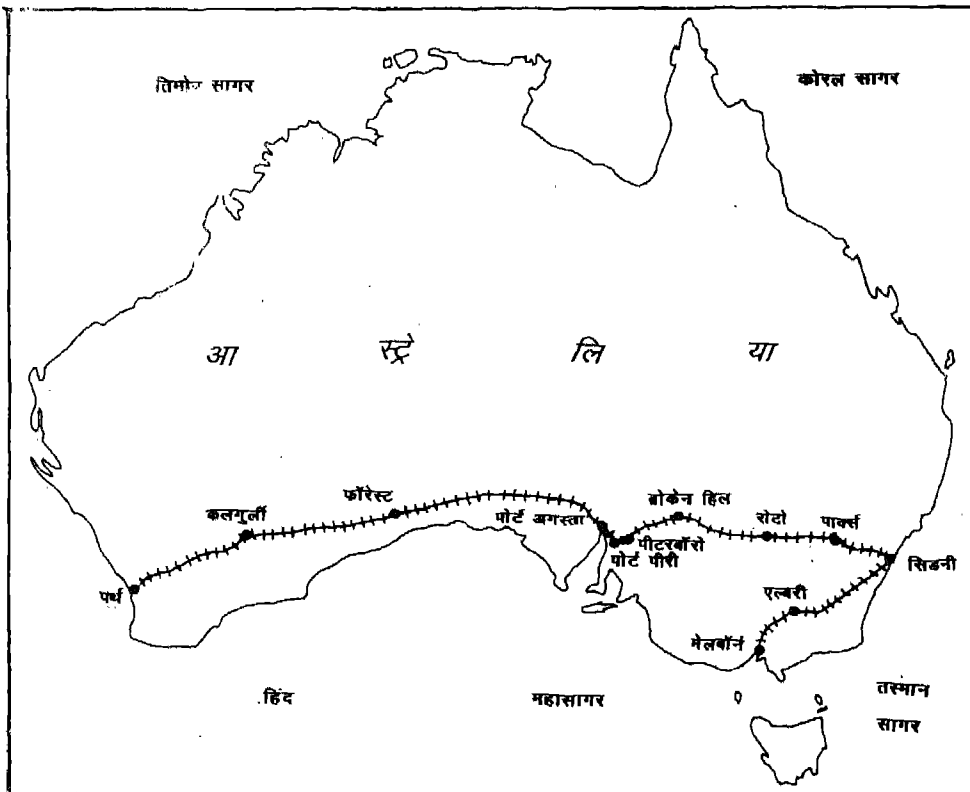 तिमोर सागर
कोरल सागर
आ स्ट्रे लि या
फॉरेस्ट
ब्रोकेन हिल
कलगुर्ली
पोर्ट अगस्ता
रोटो
पार्क्स
पीटरबॉरो
पोर्ट पीरी
सिडनी
पर्थ
एल्बरी
मेलबॉर्न
हिंद
महासागर
तस्मान
सागर